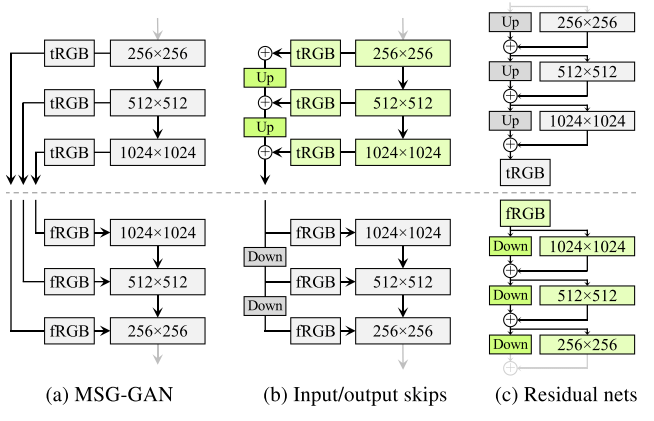 tRGB 256×256
tRGB 512×512
tRGB 1024×1024
fRGB 1024×1024
fRGB 512×512
fRGB 256×256
(a) MSG-GAN
tRGB 256×256
Up
tRGB 512×512
Up
tRGB 1024×1024
fRGB 1024×1024
Down
fRGB 512×512
Down
fRGB 256×256
(b) Input/output skips
Up 256×256
Up 512×512
Up 1024×1024
tRGB
fRGB
Down 1024×1024
Down 512×512
Down 256×256
(c) Residual nets